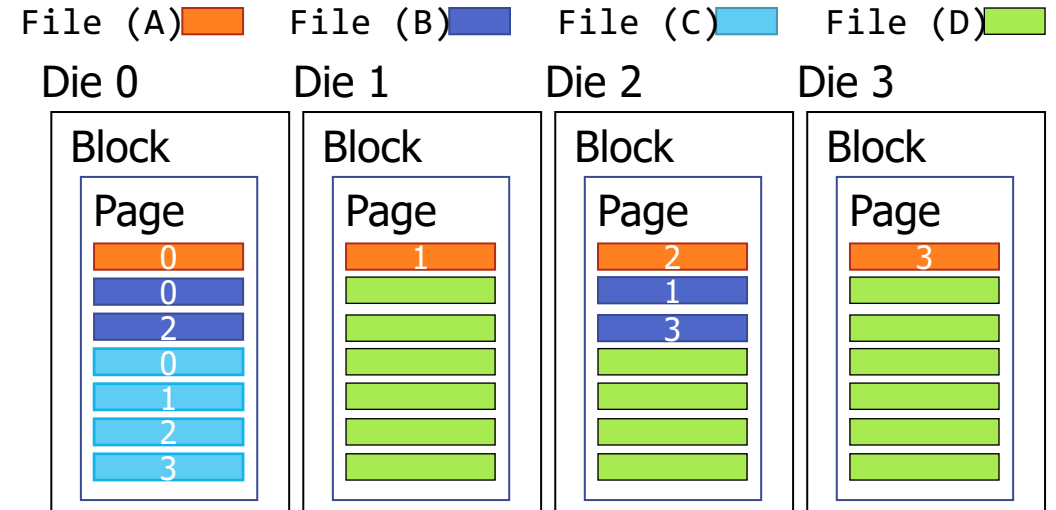 File (A) File (B) File (C) File (D)
Die 0 Die 1 Die 2 Die 3
Block Block Block Block
Page Page Page Page
0 1 2 3
0 1
2 3
0
1
2
3